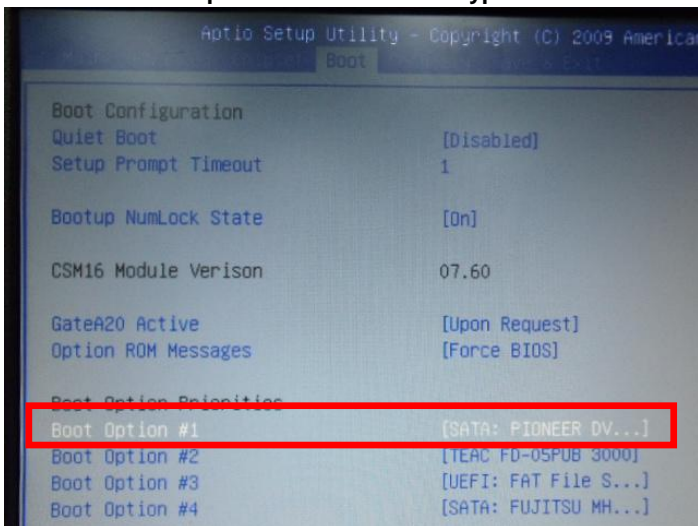 Aptio Setup Utility - Copyright (C) 2009 America
Boot
Boot Configuration
Quiet Boot [Disabled]
Setup Prompt Timeout 1
Bootup NumLock State [On]
CSM16 Module Verison 07.60
GateA20 Active [Upon Request]
Option ROM Messages [Force BIOS]
Boot Option Priorities
Boot Option #1 [SATA: PIONEER DV...]
Boot Option #2 [TEAC FD-05PUB 3000]
Boot Option #3 [UEFI: FAT File S...]
Boot Option #4 [SATA: FUJITSU MH...]